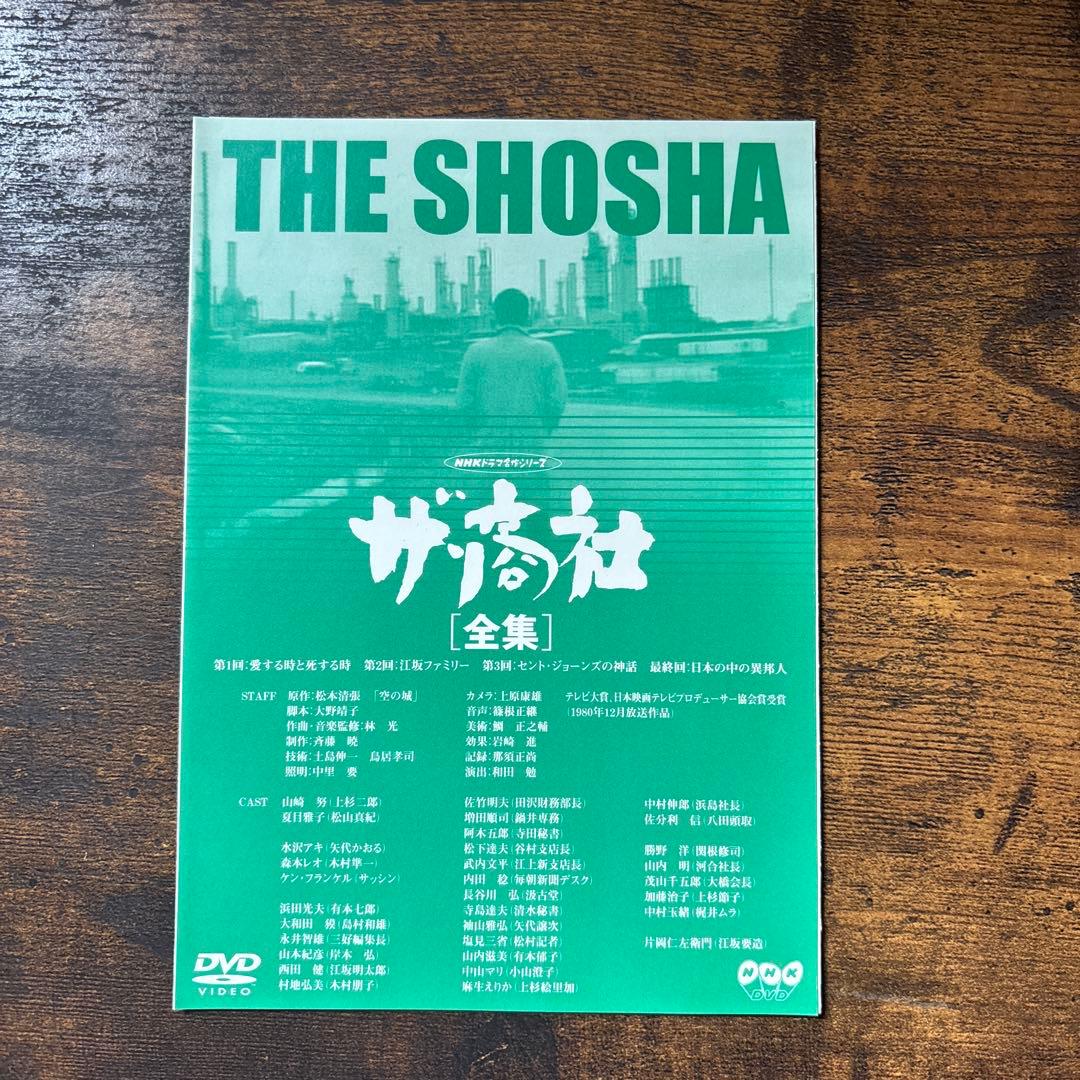 THE SHOSHA
NHKドラマ名作シリーズ
ザ・商社
[全集]
第1回:愛する時と死する時 第2回:江坂ファミリー 第3回:セント・ジョーンズの神話 最終回:日本の中の異邦人
STAFF 原作:松本清張 「空の城」
脚本:大野靖子
作曲・音楽監修:林 光
制作:斉藤 暁
技術:土島伸一 鳥居孝司
照明:中里 要
カメラ:上原康雄
音声:篠根正継
美術:鯛 正之輔
効果:岩崎 進
記録:那須正尚
演出:和田 勉
テレビ大賞、日本映画テレビプロデューサー協会賞受賞
(1980年12月放送作品)
CAST 山崎 努(上杉二郎)
夏目雅子(松山真紀)
水沢アキ(矢代かおる)
森本レオ(木村隼一)
ケン・フランケル(サッシン)
浜田光夫(有本七郎)
大和田 獏(島村和雄)
永井智雄(三好編集長)
山本紀彦(岸本 弘)
西田 健(江坂明太郎)
村地弘美(木村朋子)
佐竹明夫(田沢財務部長)
増田順司(鍋井専務)
阿木五郎(寺田秘書)
松下達夫(谷村支店長)
武内文平(江上新支店長)
内田 稔(毎朝新聞デスク)
長谷川 弘(汲古堂)
寺島達夫(清水秘書)
袖山雅弘(矢代譲次)
塩見三省(松村記者)
山内滋美(有本郁子)
中山マリ(小山澄子)
麻生えりか(上杉絵里加)
中村伸郎(浜島社長)
佐分利 信(八田頭取)
勝野 洋(関根修司)
山内 明(河合社長)
茂山千五郎(大橋会長)
加藤治子(上杉節子)
中村玉緒(梶井ムラ)
片岡仁左衛門(江坂要造)
DVD
VIDEO
NHK
DVD